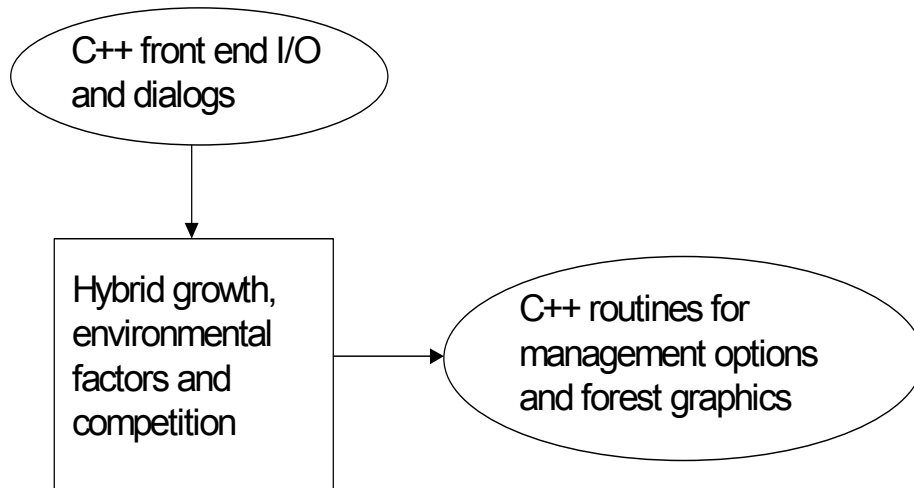 C++ front end I/O
and dialogs
Hybrid growth,
environmental
factors and
competition
C++ routines for
management options
and forest graphics